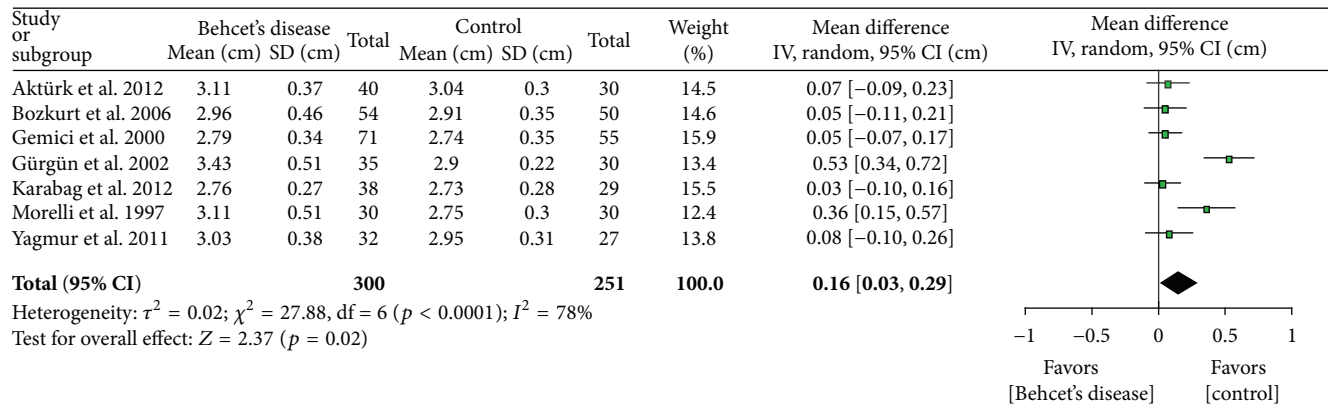 Study or subgroup Behcet's disease Control Weight (%) Mean difference IV, random, 95% CI (cm) Mean difference IV, random, 95% CI (cm)
Mean (cm) SD (cm) Total Mean (cm) SD (cm) Total
Aktürk et al. 2012 3.11 0.37 40 3.04 0.3 30 14.5 0.07 [−0.09, 0.23]
Bozkurt et al. 2006 2.96 0.46 54 2.91 0.35 50 14.6 0.05 [−0.11, 0.21]
Gemici et al. 2000 2.79 0.34 71 2.74 0.35 55 15.9 0.05 [−0.07, 0.17]
Gürgün et al. 2002 3.43 0.51 35 2.9 0.22 30 13.4 0.53 [0.34, 0.72]
Karabag et al. 2012 2.76 0.27 38 2.73 0.28 29 15.5 0.03 [−0.10, 0.16]
Morelli et al. 1997 3.11 0.51 30 2.75 0.3 30 12.4 0.36 [0.15, 0.57]
Yagmur et al. 2011 3.03 0.38 32 2.95 0.31 27 13.8 0.08 [−0.10, 0.26]
Total (95% CI) 300 251 100.0 0.16 [0.03, 0.29]
Heterogeneity: τ² = 0.02; χ² = 27.88, df = 6 (p < 0.0001); I² = 78%
Test for overall effect: Z = 2.37 (p = 0.02)
−1 −0.5 0 0.5 1
Favors Favors
[Behcet's disease] [control]